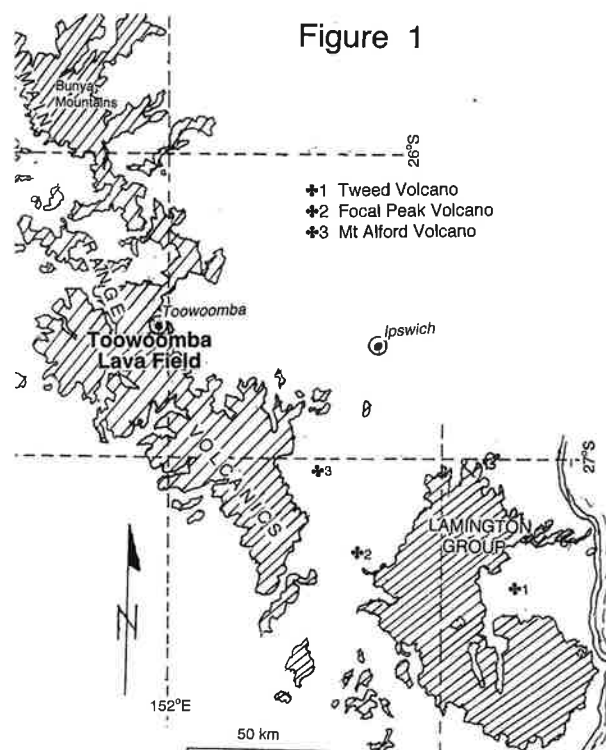 Figure 1
Bunya
Mountains
26°S
✚1 Tweed Volcano
✚2 Focal Peak Volcano
✚3 Mt Alford Volcano
ANGE
Toowoomba
Toowoomba
Lava Field
Ipswich
VOLCANICS
27°S
3
LAMINGTON
GROUP
2
1
N
152°E
50 km